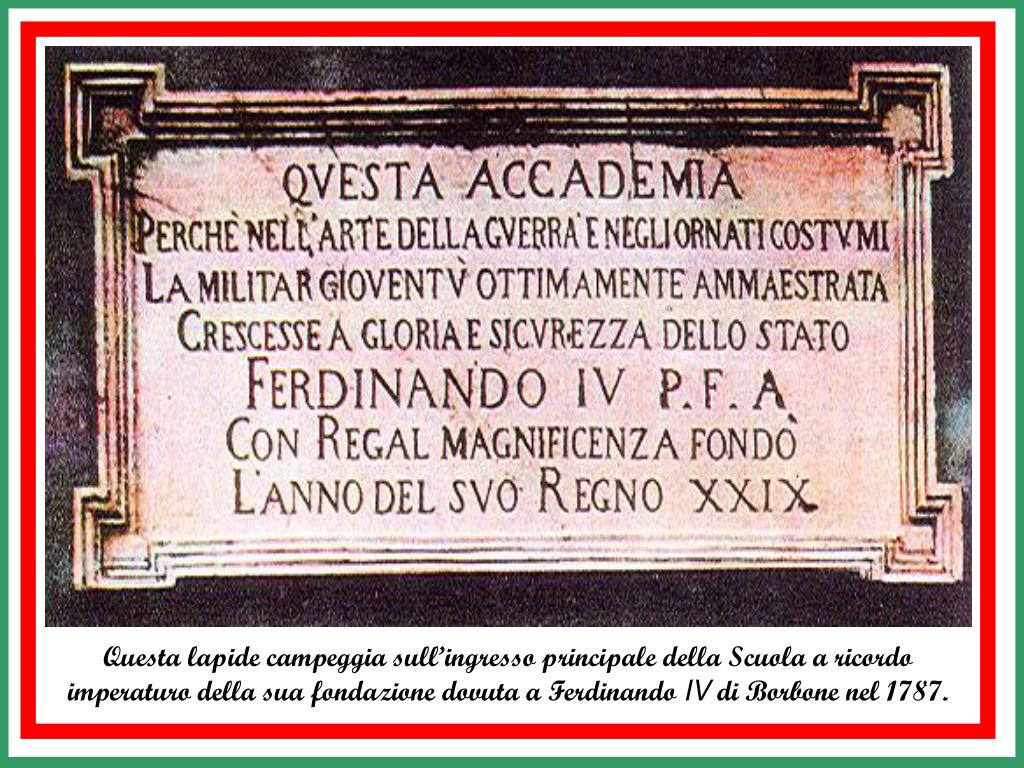 QVESTA ACCADEMIA
PERCHÈ NELL'ARTE DELLA GVERRA E NEGLI ORNATI COSTVMI
LA MILITAR GIOVENTV̀ OTTIMAMENTE AMMAESTRATA
CRESCESSE A GLORIA E SICVREZZA DELLO STATO
FERDINANDO IV P. F. A
CON REGAL MAGNIFICENZA FONDÒ
L'ANNO DEL SVO REGNO XXIX
Questa lapide campeggia sull'ingresso principale della Scuola a ricordo
imperaturo della sua fondazione dovuta a Ferdinando IV di Borbone nel 1787.